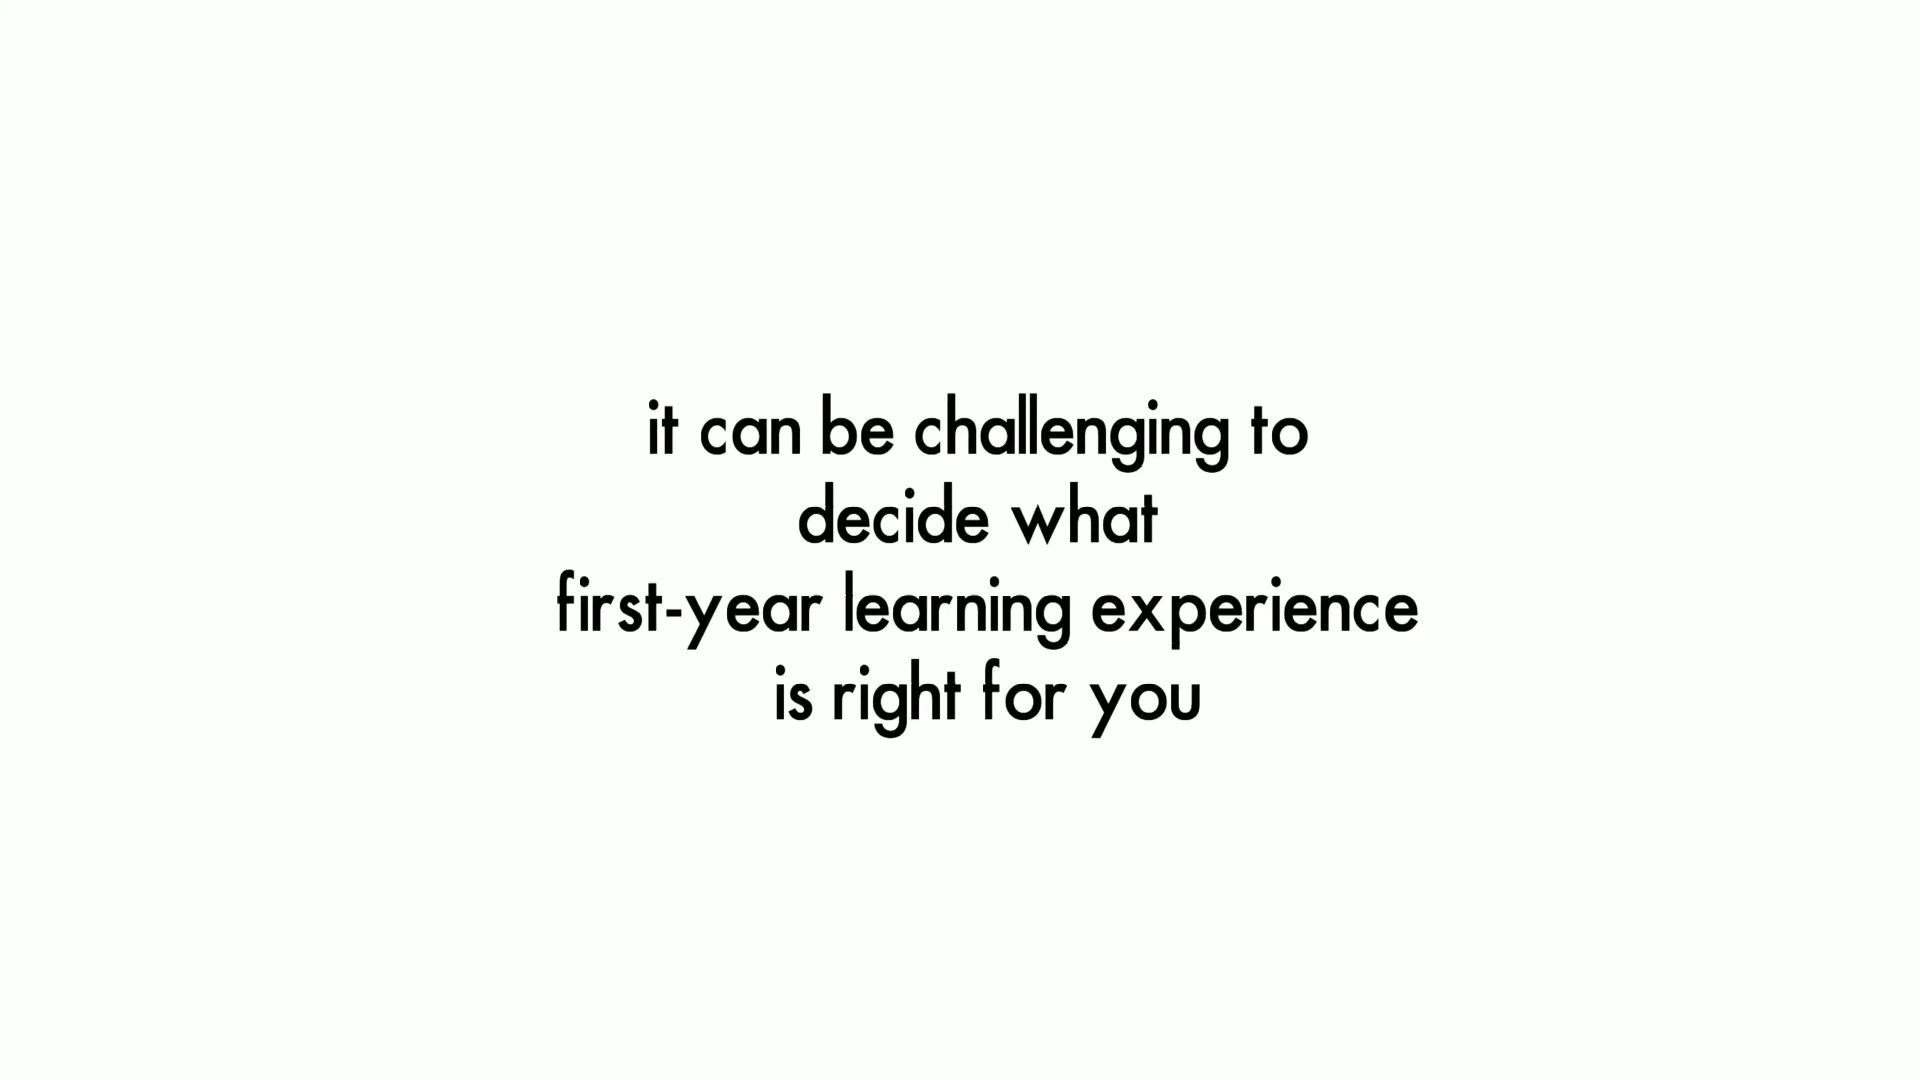 it can be challenging to
decide what
first-year learning experience
is right for you